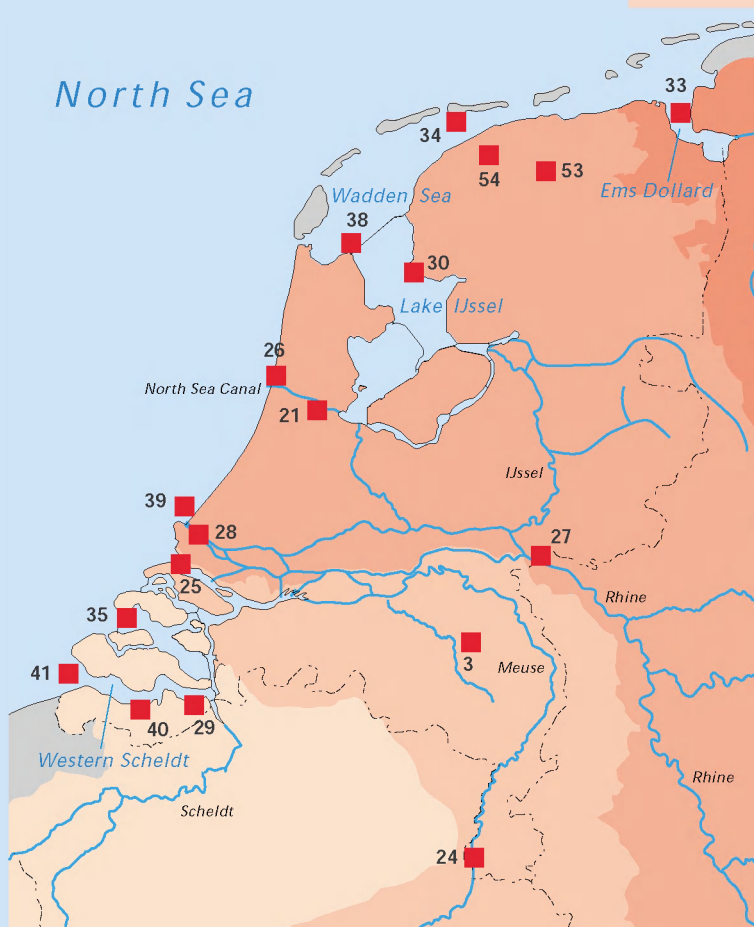 North Sea
33
34
54
53
Ems Dollard
Wadden Sea
38
30
Lake IJssel
26
North Sea Canal
21
IJssel
39
28
27
25
Rhine
35
3
Meuse
41
40
29
Western Scheldt
Rhine
Scheldt
24